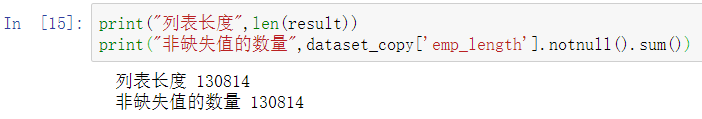 In [15]: print("列表长度",len(result))
print("非缺失值的数量",dataset_copy['emp_length'].notnull().sum())
列表长度 130814
非缺失值的数量 130814